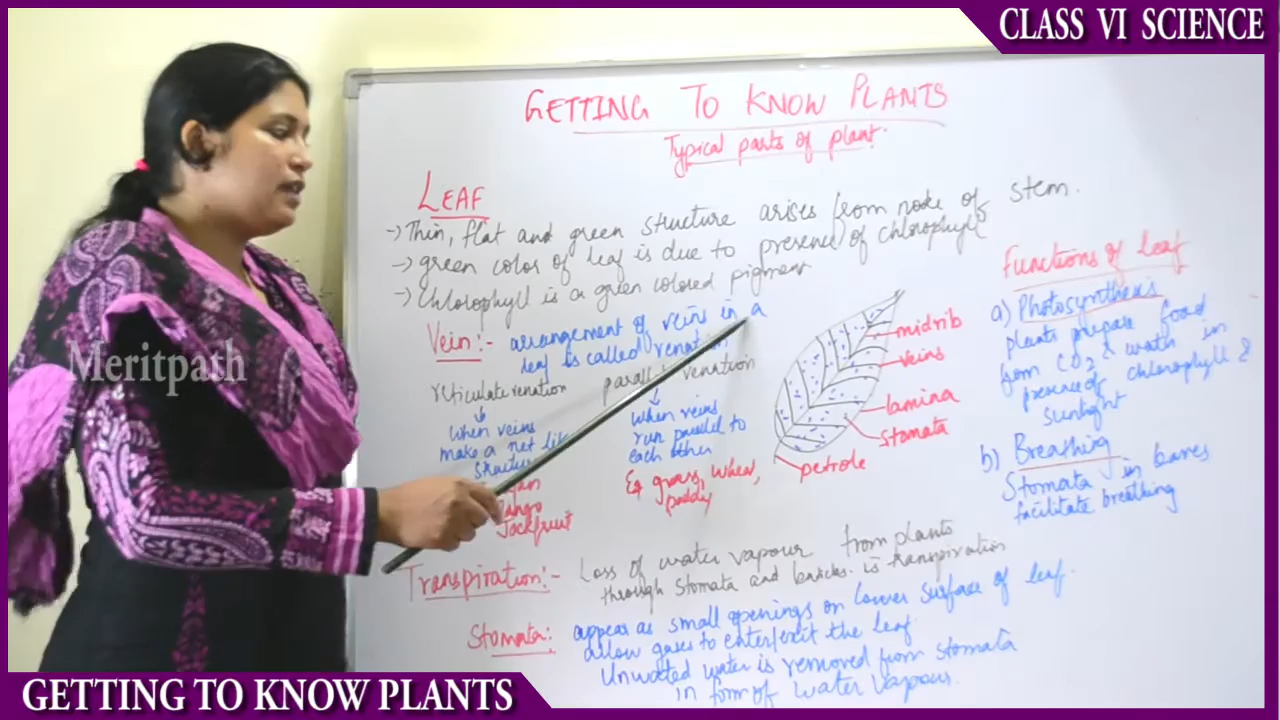 CLASS VI SCIENCE
GETTING TO KNOW PLANTS
Typical parts of plant.
LEAF
-> Thin, flat and green structure arises from node of stem.
-> green color of leaf is due to presence of chlorophyll
-> Chlorophyll is a green colored pigment
Vein:- arrangement of veins in a
leaf is called venation
reticulate venation
↓
when veins
make a net
structure
Mango
Jackfruit
venation
↓
When veins
run parallel to
each other
Eg grass, wheat,
paddy
midrib
veins
lamina
stomata
petiole
Functions of leaf
a) Photosynthesis
plants prepare food
from CO2 & water in
presence of chlorophyll &
sunlight
b) Breathing
Stomata in leaves
facilitate breathing
Transpiration:- Loss of water vapour from plants
through stomata and is transpiration
Stomata: appear as small openings on lower surface of leaf.
allow gases to enter/exit the leaf
Unwated water is removed from stomata
in form of water vapour.
Meritpath
GETTING TO KNOW PLANTS